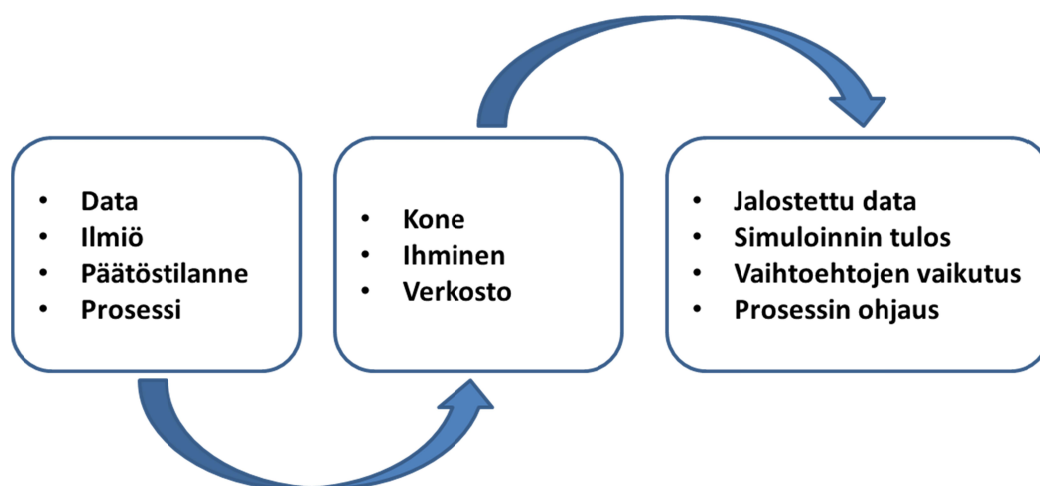 • Data
• Ilmiö
• Päätöstilanne
• Prosessi
• Kone
• Ihminen
• Verkosto
• Jalostettu data
• Simuloinnin tulos
• Vaihtoehtojen vaikutus
• Prosessin ohjaus